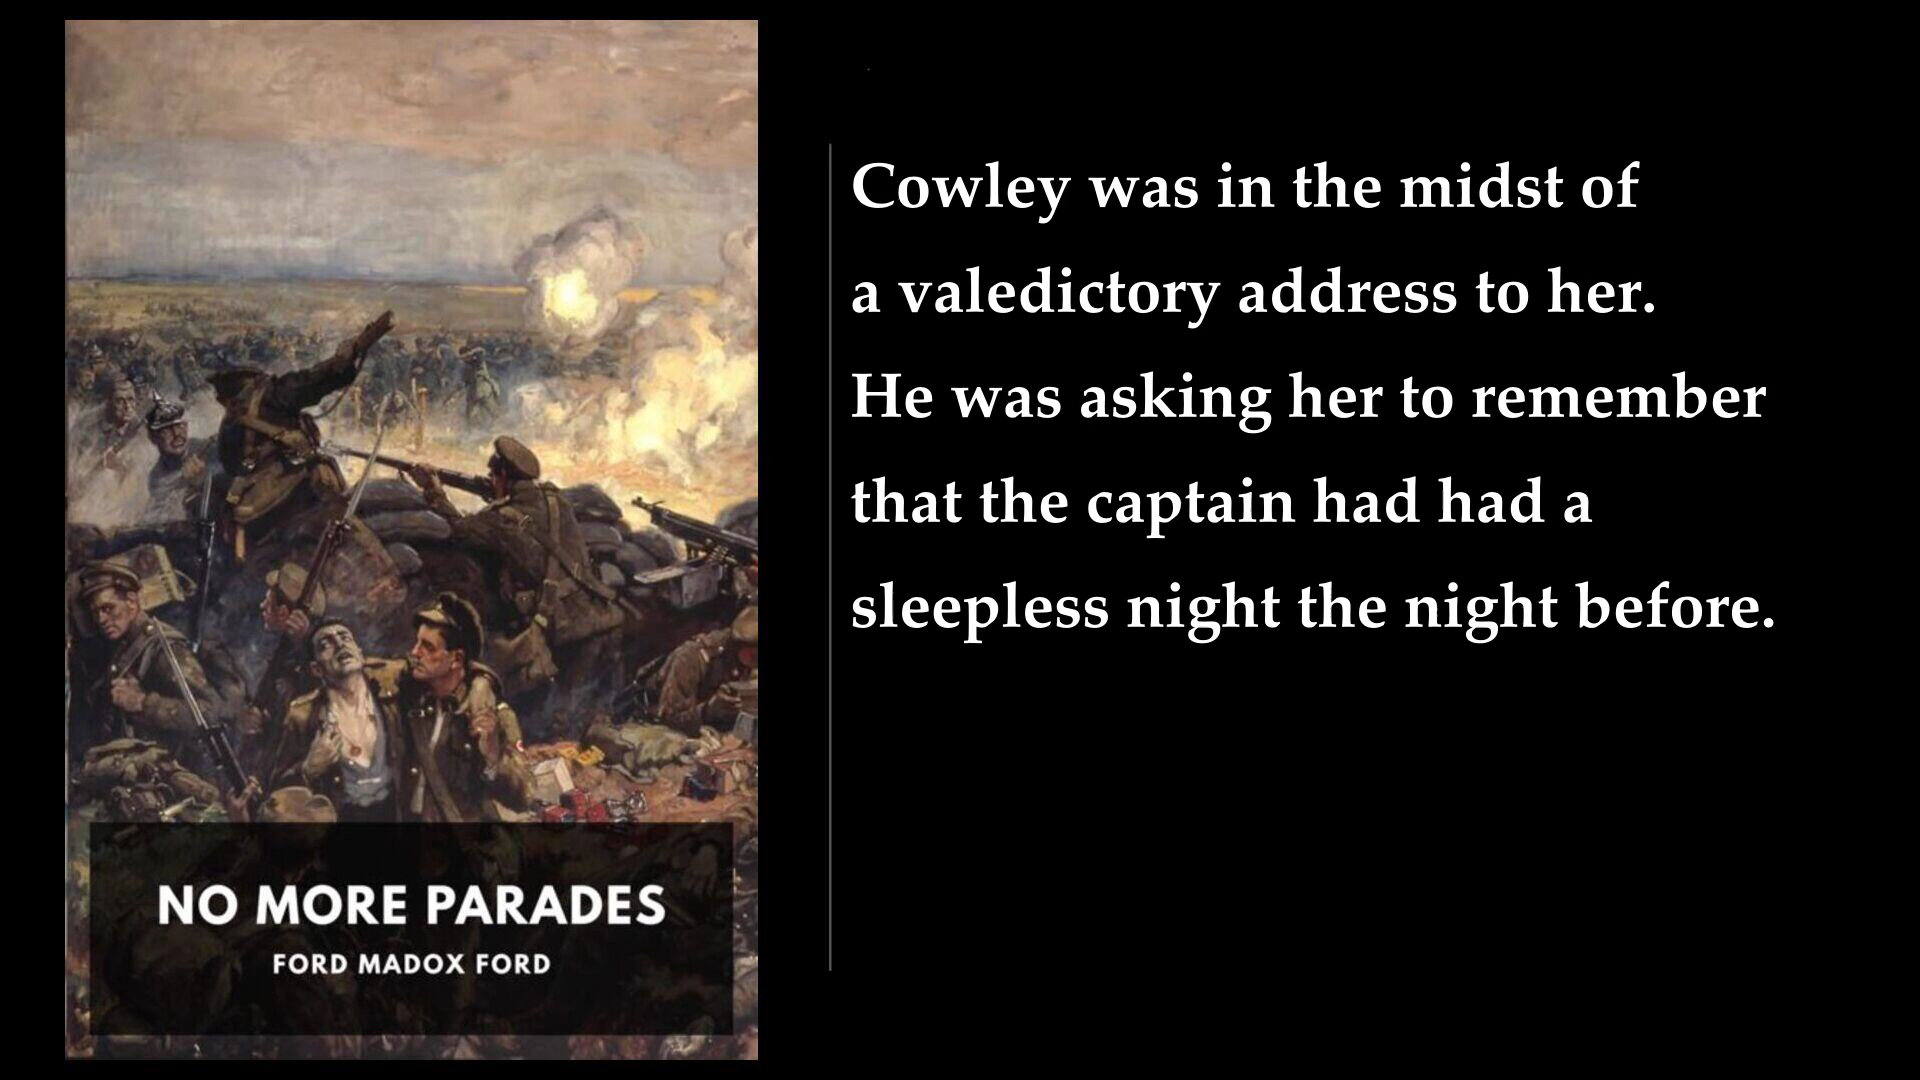 NO MORE PARADES
FORD MADOX FORD
Cowley was in the midst of
a valedictory address to her.
He was asking her to remember
that the captain had had a
sleepless night the night before.